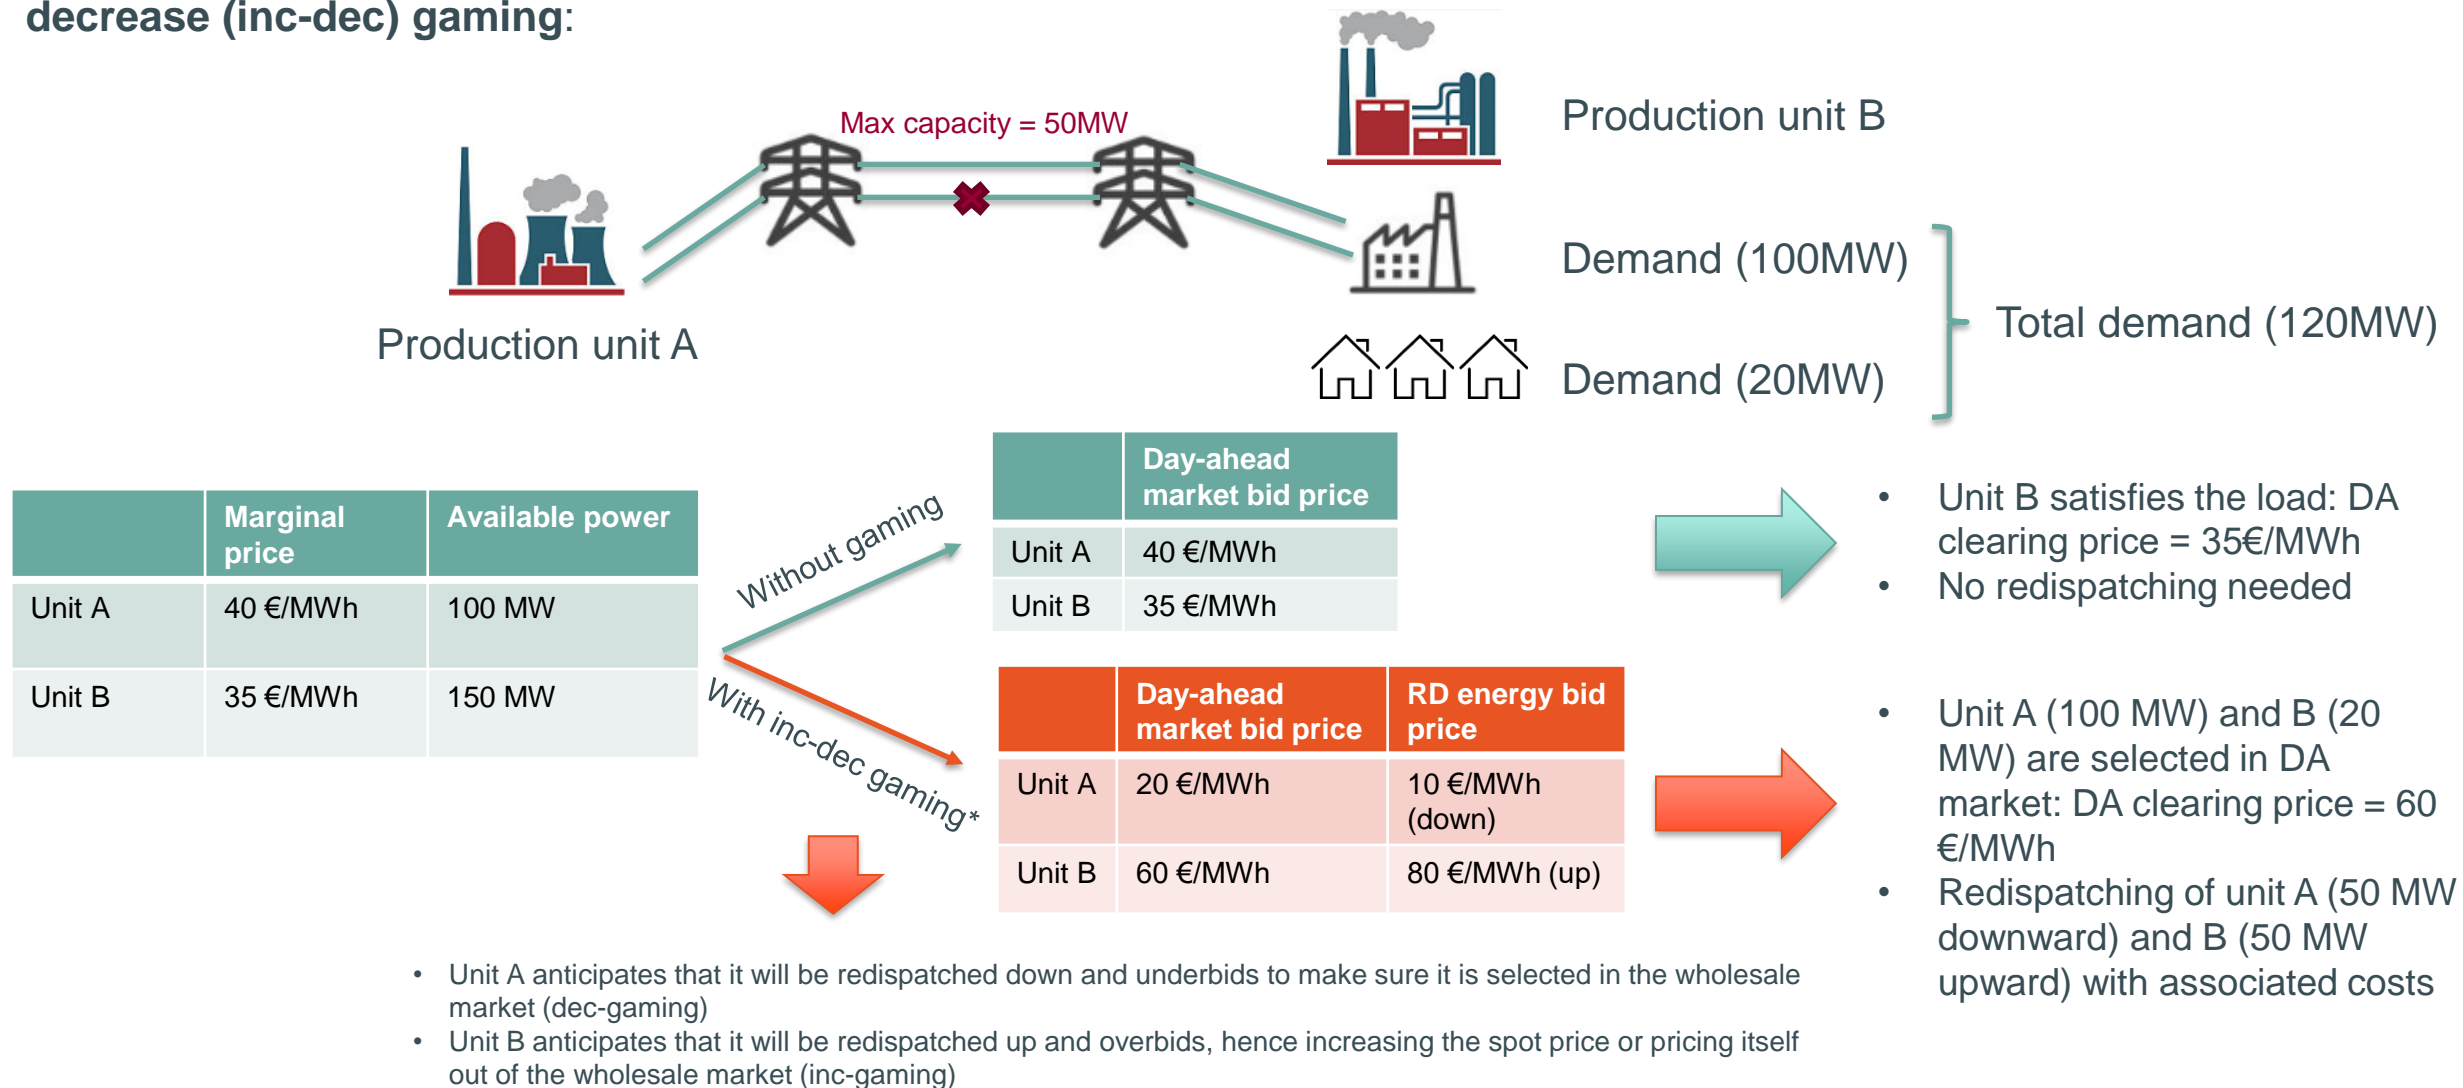 decrease (inc-dec) gaming:
Max capacity = 50MW
Production unit B
Demand (100MW)
Total demand (120MW)
Production unit A
Demand (20MW)
Marginal
price
Available power
Unit A
40 €/MWh
100 MW
Unit B
35 €/MWh
150 MW
Without gaming
With inc-dec gaming*
Day-ahead
market bid price
Unit A
40 €/MWh
Unit B
35 €/MWh
• Unit B satisfies the load: DA
clearing price = 35€/MWh
• No redispatching needed
Day-ahead
market bid price
RD energy bid
price
Unit A
20 €/MWh
10 €/MWh
(down)
Unit B
60 €/MWh
80 €/MWh (up)
• Unit A (100 MW) and B (20
MW) are selected in DA
market: DA clearing price = 60
€/MWh
• Redispatching of unit A (50 MW
downward) and B (50 MW
upward) with associated costs
• Unit A anticipates that it will be redispatched down and underbids to make sure it is selected in the wholesale
market (dec-gaming)
• Unit B anticipates that it will be redispatched up and overbids, hence increasing the spot price or pricing itself
out of the wholesale market (inc-gaming)